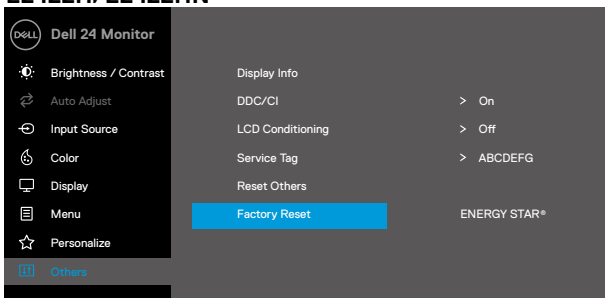 DELL Dell 24 Monitor
Brightness / Contrast Display Info
Auto Adjust DDC/CI > On
Input Source LCD Conditioning > Off
Color Service Tag > ABCDEFG
Display Reset Others
Menu Factory Reset ENERGY STAR®
Personalize
Others